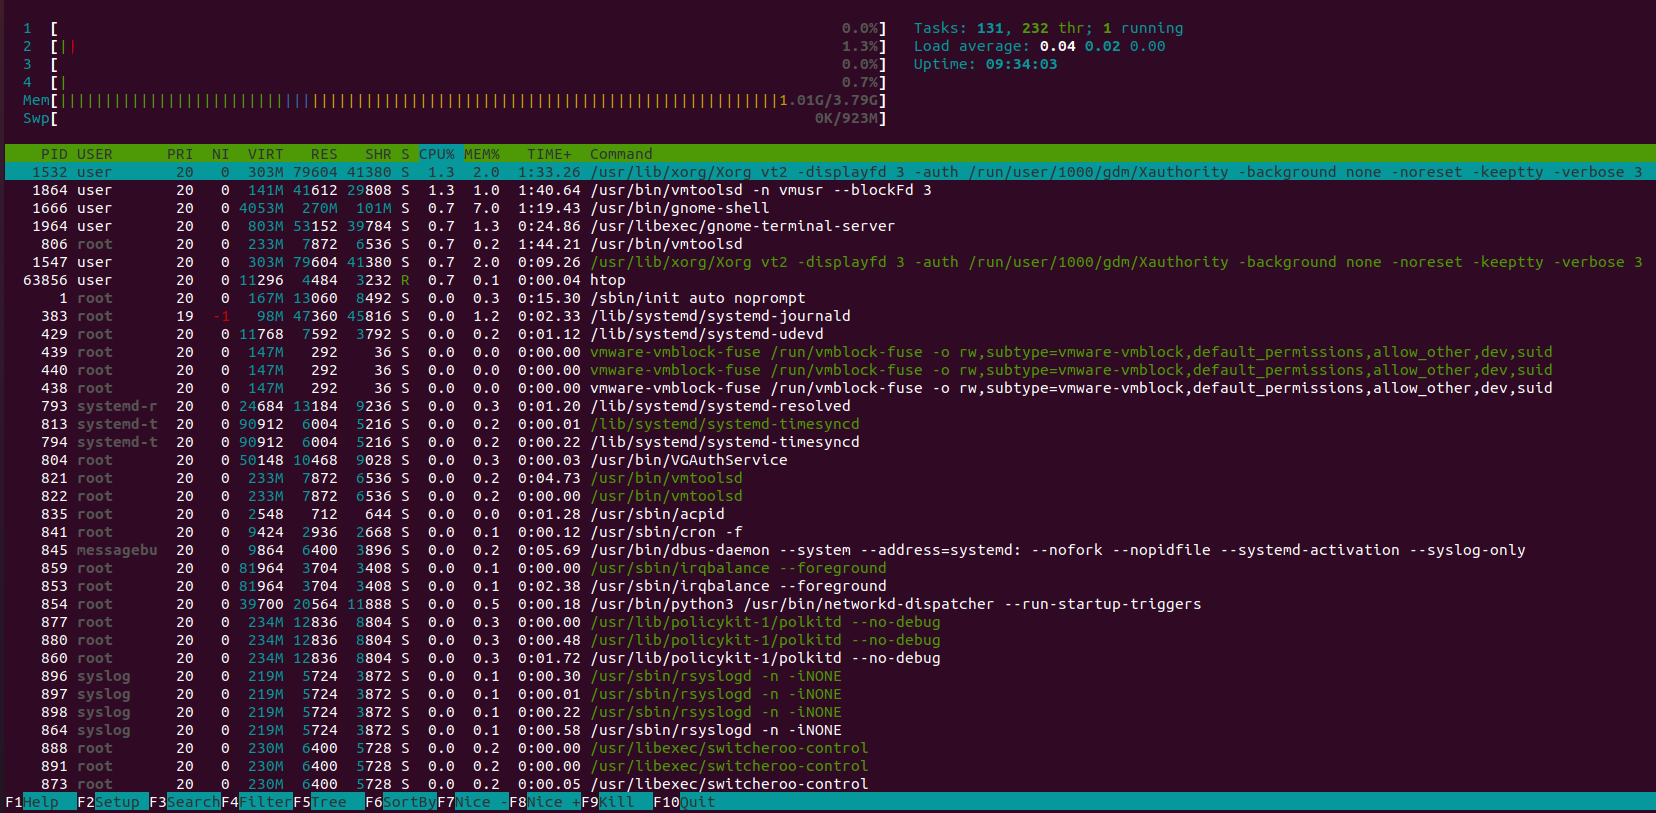 1 [ 0.0%] Tasks: 131, 232 thr; 1 running
2 [|| 1.3%] Load average: 0.04 0.02 0.00
3 [ 0.0%] Uptime: 09:34:03
4 [| 0.7%]
Mem[||||||||||||||||||||||||||||||||||||||||||||||||||||||||||||||||||||||||||||||||1.01G/3.79G]
Swp[ 0K/923M]
PID USER PRI NI VIRT RES SHR S CPU% MEM% TIME+ Command
1532 user 20 0 303M 79604 41380 S 1.3 2.0 1:33.26 /usr/lib/xorg/Xorg vt2 -displayfd 3 -auth /run/user/1000/gdm/Xauthority -background none -noreset -keeptty -verbose 3
1864 user 20 0 141M 41612 29808 S 1.3 1.0 1:40.64 /usr/bin/vmtoolsd -n vmusr --blockFd 3
1666 user 20 0 4053M 270M 101M S 0.7 7.0 1:19.43 /usr/bin/gnome-shell
1964 user 20 0 803M 53152 39784 S 0.7 1.3 0:24.86 /usr/libexec/gnome-terminal-server
806 root 20 0 233M 7872 6536 S 0.7 0.2 1:44.21 /usr/bin/vmtoolsd
1547 user 20 0 303M 79604 41380 S 0.7 2.0 0:09.26 /usr/lib/xorg/Xorg vt2 -displayfd 3 -auth /run/user/1000/gdm/Xauthority -background none -noreset -keeptty -verbose 3
63856 user 20 0 11296 4484 3232 R 0.7 0.1 0:00.04 htop
1 root 20 0 167M 13060 8492 S 0.0 0.3 0:15.30 /sbin/init auto noprompt
383 root 19 -1 98M 47360 45816 S 0.0 1.2 0:02.33 /lib/systemd/systemd-journald
429 root 20 0 11768 7592 3792 S 0.0 0.2 0:01.12 /lib/systemd/systemd-udevd
439 root 20 0 147M 292 36 S 0.0 0.0 0:00.00 vmware-vmblock-fuse /run/vmblock-fuse -o rw,subtype=vmware-vmblock,default_permissions,allow_other,dev,suid
440 root 20 0 147M 292 36 S 0.0 0.0 0:00.00 vmware-vmblock-fuse /run/vmblock-fuse -o rw,subtype=vmware-vmblock,default_permissions,allow_other,dev,suid
438 root 20 0 147M 292 36 S 0.0 0.0 0:00.00 vmware-vmblock-fuse /run/vmblock-fuse -o rw,subtype=vmware-vmblock,default_permissions,allow_other,dev,suid
793 systemd-r 20 0 24684 13184 9236 S 0.0 0.3 0:01.20 /lib/systemd/systemd-resolved
813 systemd-t 20 0 90912 6004 5216 S 0.0 0.2 0:00.01 /lib/systemd/systemd-timesyncd
794 systemd-t 20 0 90912 6004 5216 S 0.0 0.2 0:00.22 /lib/systemd/systemd-timesyncd
804 root 20 0 50148 10468 9028 S 0.0 0.3 0:00.03 /usr/bin/VGAuthService
821 root 20 0 233M 7872 6536 S 0.0 0.2 0:04.73 /usr/bin/vmtoolsd
822 root 20 0 233M 7872 6536 S 0.0 0.2 0:00.00 /usr/bin/vmtoolsd
835 root 20 0 2548 712 644 S 0.0 0.0 0:01.28 /usr/sbin/acpid
841 root 20 0 9424 2936 2668 S 0.0 0.1 0:00.12 /usr/sbin/cron -f
845 messagebu 20 0 9864 6400 3896 S 0.0 0.2 0:05.69 /usr/bin/dbus-daemon --system --address=systemd: --nofork --nopidfile --systemd-activation --syslog-only
859 root 20 0 81964 3704 3408 S 0.0 0.1 0:00.00 /usr/sbin/irqbalance --foreground
853 root 20 0 81964 3704 3408 S 0.0 0.1 0:02.38 /usr/sbin/irqbalance --foreground
854 root 20 0 39700 20564 11888 S 0.0 0.5 0:00.18 /usr/bin/python3 /usr/bin/networkd-dispatcher --run-startup-triggers
877 root 20 0 234M 12836 8804 S 0.0 0.3 0:00.00 /usr/lib/policykit-1/polkitd --no-debug
880 root 20 0 234M 12836 8804 S 0.0 0.3 0:00.48 /usr/lib/policykit-1/polkitd --no-debug
860 root 20 0 234M 12836 8804 S 0.0 0.3 0:01.72 /usr/lib/policykit-1/polkitd --no-debug
896 syslog 20 0 219M 5724 3872 S 0.0 0.1 0:00.30 /usr/sbin/rsyslogd -n -iNONE
897 syslog 20 0 219M 5724 3872 S 0.0 0.1 0:00.01 /usr/sbin/rsyslogd -n -iNONE
898 syslog 20 0 219M 5724 3872 S 0.0 0.1 0:00.22 /usr/sbin/rsyslogd -n -iNONE
864 syslog 20 0 219M 5724 3872 S 0.0 0.1 0:00.58 /usr/sbin/rsyslogd -n -iNONE
888 root 20 0 230M 6400 5728 S 0.0 0.2 0:00.00 /usr/libexec/switcheroo-control
891 root 20 0 230M 6400 5728 S 0.0 0.2 0:00.00 /usr/libexec/switcheroo-control
873 root 20 0 230M 6400 5728 S 0.0 0.2 0:00.05 /usr/libexec/switcheroo-control
F1Help F2Setup F3SearchF4FilterF5Tree F6SortByF7Nice -F8Nice +F9Kill F10Quit